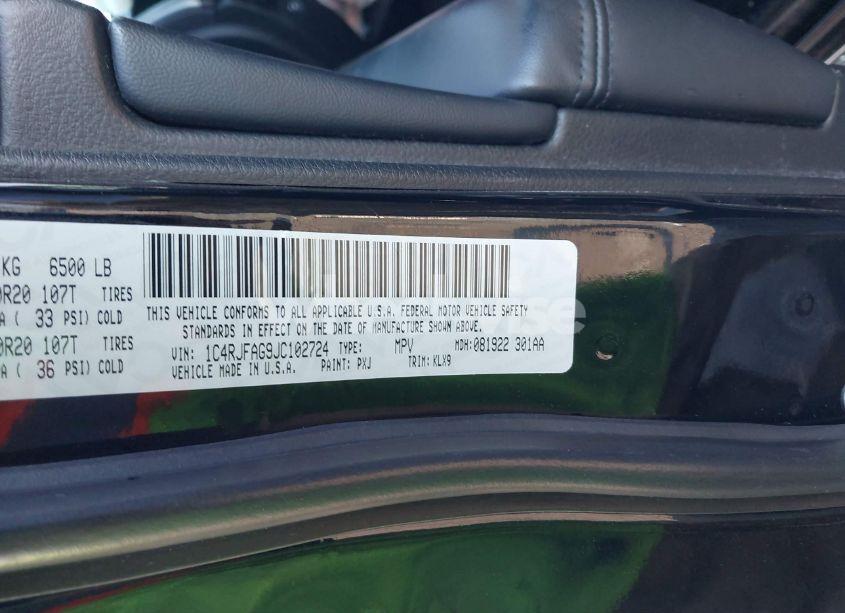 KG 6500 LB
R20 107T TIRES
( 33 PSI) COLD
R20 107T TIRES
( 36 PSI) COLD
THIS VEHICLE CONFORMS TO ALL APPLICABLE U.S.A. FEDERAL MOTOR VEHICLE SAFETY
STANDARDS IN EFFECT ON THE DATE OF MANUFACTURE SHOWN ABOVE.
VIN: 1C4RJFAG9JC102724 TYPE: MPV MDH: 081922 301AA
VEHICLE MADE IN U.S.A. PAINT: PXJ TRIM: KLX9